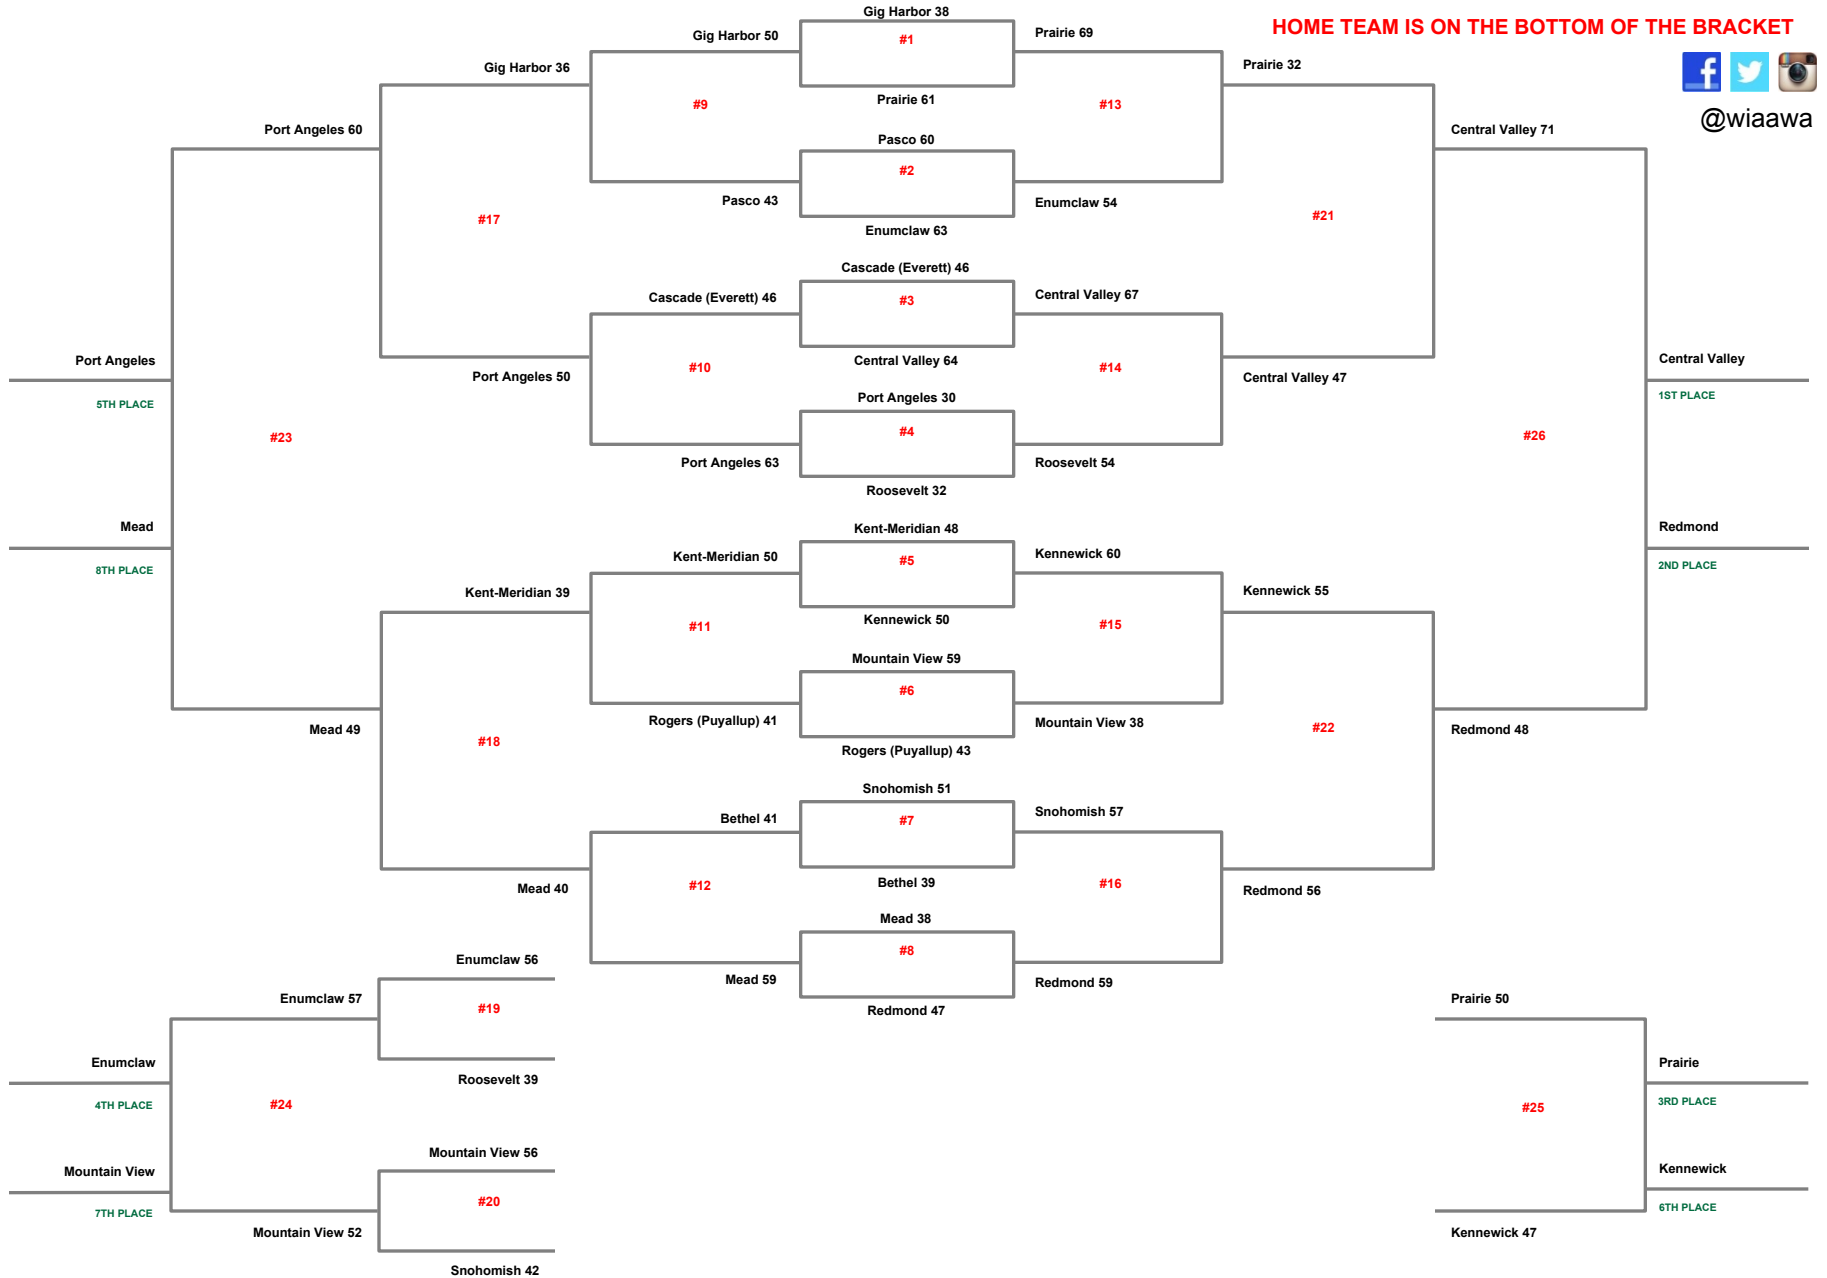 Gig Harbor 38
HOME TEAM IS ON THE BOTTOM OF THE BRACKET
Gig Harbor 50
#1
Prairie 69
Gig Harbor 36
Prairie 32
#9
Prairie 61
#13
@wiaawa
Port Angeles 60
Central Valley 71
Pasco 60
#2
Pasco 43
Enumclaw 54
#17
#21
Enumclaw 63
Cascade (Everett) 46
Cascade (Everett) 46
#3
Central Valley 67
Port Angeles
Central Valley 64
Central Valley
#10
#14
Port Angeles 50
Central Valley 47
5TH PLACE
Port Angeles 30
1ST PLACE
#23
#4
#26
Port Angeles 63
Roosevelt 54
Roosevelt 32
Mead
Kent-Meridian 48
Redmond
Kent-Meridian 50
#5
Kennewick 60
8TH PLACE
2ND PLACE
Kent-Meridian 39
Kennewick 55
Kennewick 50
#11
#15
Mountain View 59
#6
Rogers (Puyallup) 41
Mountain View 38
Mead 49
#22
Redmond 48
#18
Rogers (Puyallup) 43
Snohomish 51
Bethel 41
#7
Snohomish 57
Mead 40
#12
Bethel 39
#16
Redmond 56
Mead 38
#8
Enumclaw 56
Mead 59
Redmond 59
Enumclaw 57
#19
Redmond 47
Prairie 50
Enumclaw
Prairie
Roosevelt 39
4TH PLACE
#24
#25
3RD PLACE
Mountain View 56
Mountain View
Kennewick
#20
7TH PLACE
6TH PLACE
Mountain View 52
Kennewick 47
Snohomish 42